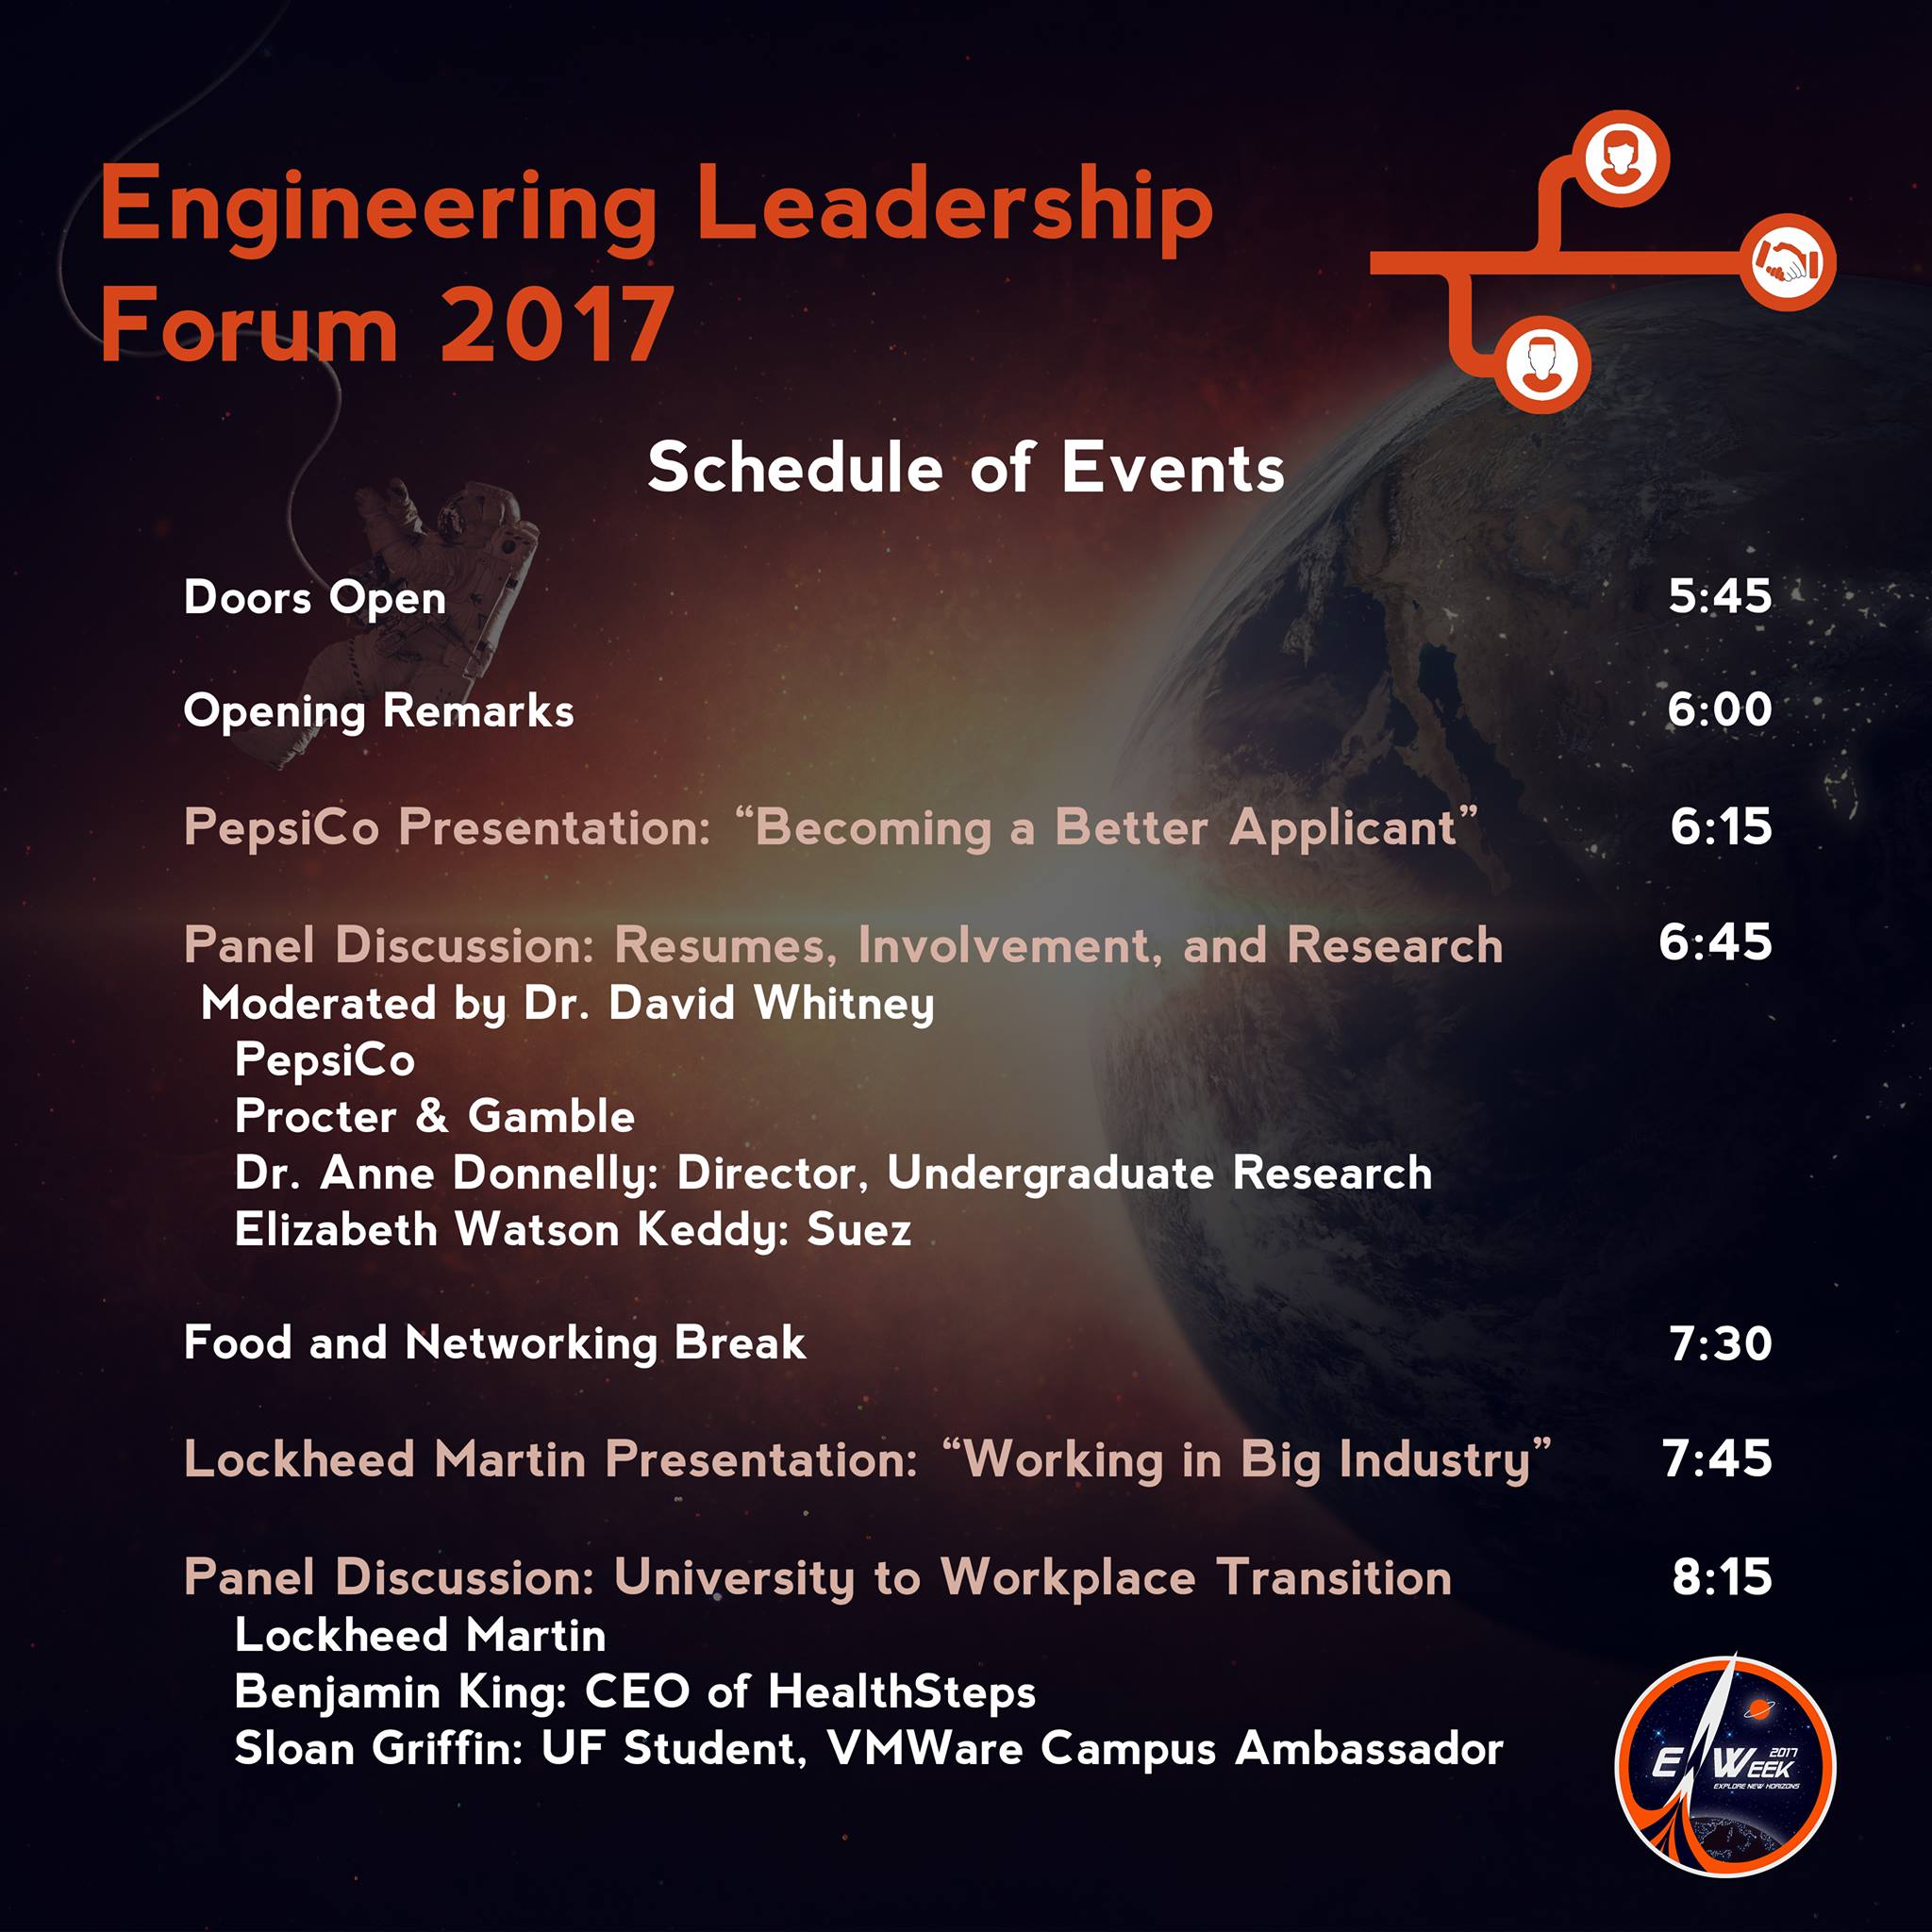 Engineering Leadership
Forum 2017
Schedule of Events
Doors Open 5:45
Opening Remarks 6:00
PepsiCo Presentation: “Becoming a Better Applicant” 6:15
Panel Discussion: Resumes, Involvement, and Research 6:45
Moderated by Dr. David Whitney
PepsiCo
Procter & Gamble
Dr. Anne Donnelly: Director, Undergraduate Research
Elizabeth Watson Keddy: Suez
Food and Networking Break 7:30
Lockheed Martin Presentation: “Working in Big Industry” 7:45
Panel Discussion: University to Workplace Transition 8:15
Lockheed Martin
Benjamin King: CEO of HealthSteps
Sloan Griffin: UF Student, VMWare Campus Ambassador
2017
E Week
EXPLORE NEW HORIZONS